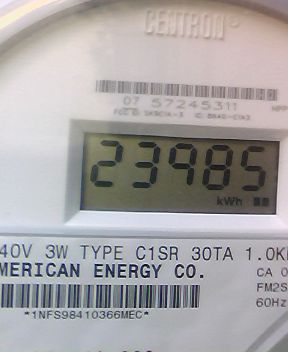 CENTRON
07 57245311
23985
kWh
40V 3W TYPE C1SR 30TA 1.0K
MERICAN ENERGY CO.
CA 0
FM2S
60Hz
*1NFS98410366MEC*